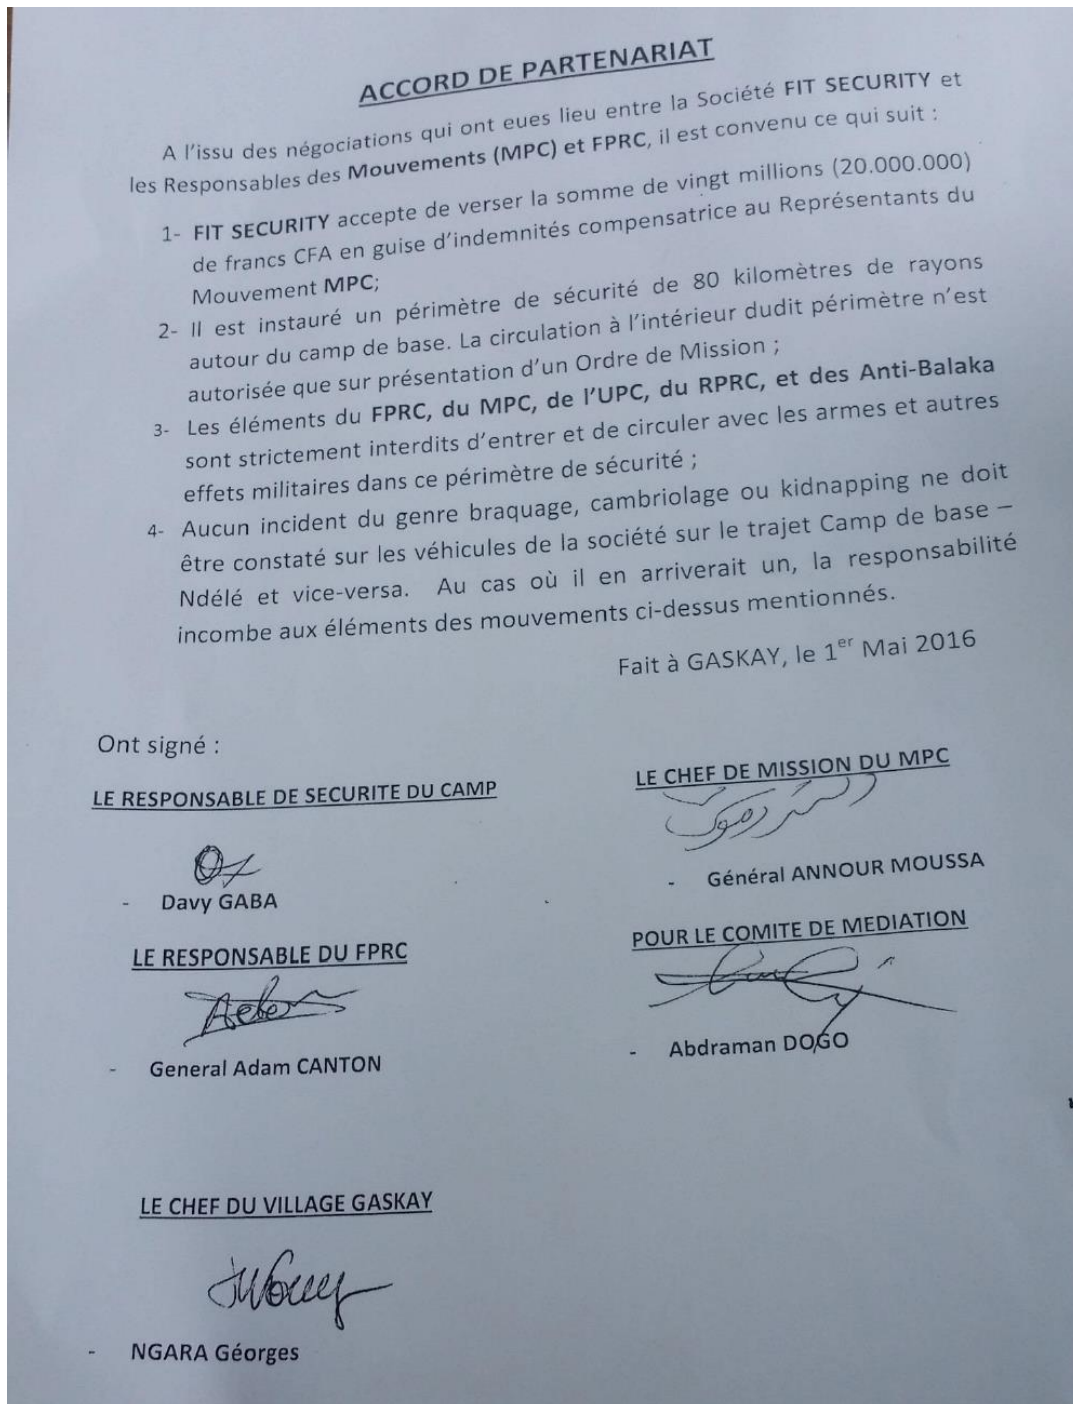 ACCORD DE PARTENARIAT
A l'issu des négociations qui ont eues lieu entre la Société FIT SECURITY et
les Responsables des Mouvements (MPC) et FPRC, il est convenu ce qui suit :
1- FIT SECURITY accepte de verser la somme de vingt millions (20.000.000)
de francs CFA en guise d'indemnités compensatrice au Représentants du
Mouvement MPC;
2- Il est instauré un périmètre de sécurité de 80 kilomètres de rayons
autour du camp de base. La circulation à l'intérieur dudit périmètre n'est
autorisée que sur présentation d'un Ordre de Mission ;
3- Les éléments du FPRC, du MPC, de l'UPC, du RPRC, et des Anti-Balaka
sont strictement interdits d'entrer et de circuler avec les armes et autres
effets militaires dans ce périmètre de sécurité ;
4- Aucun incident du genre braquage, cambriolage ou kidnapping ne doit
être constaté sur les véhicules de la société sur le trajet Camp de base –
Ndélé et vice-versa. Au cas où il en arriverait un, la responsabilité
incombe aux éléments des mouvements ci-dessus mentionnés.
Fait à GASKAY, le 1er Mai 2016
Ont signé :
LE RESPONSABLE DE SECURITE DU CAMP
LE CHEF DE MISSION DU MPC
- Davy GABA
- Général ANNOUR MOUSSA
LE RESPONSABLE DU FPRC
POUR LE COMITE DE MEDIATION
- General Adam CANTON
- Abdraman DOGO
LE CHEF DU VILLAGE GASKAY
- NGARA Géorges